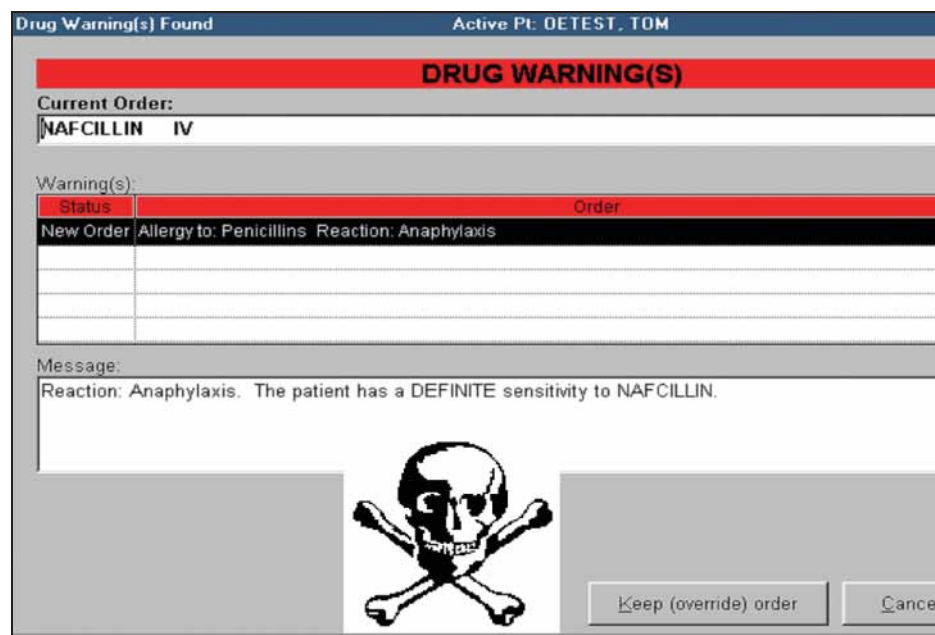 Drug Warning(s) Found Active Pt: OETEST, TOM
DRUG WARNING(S)
Current Order:
NAFCILLIN IV
Warning(s):
Status Order
New Order Allergy to: Penicillins Reaction: Anaphylaxis
Message:
Reaction: Anaphylaxis. The patient has a DEFINITE sensitivity to NAFCILLIN.
Keep (override) order Cance